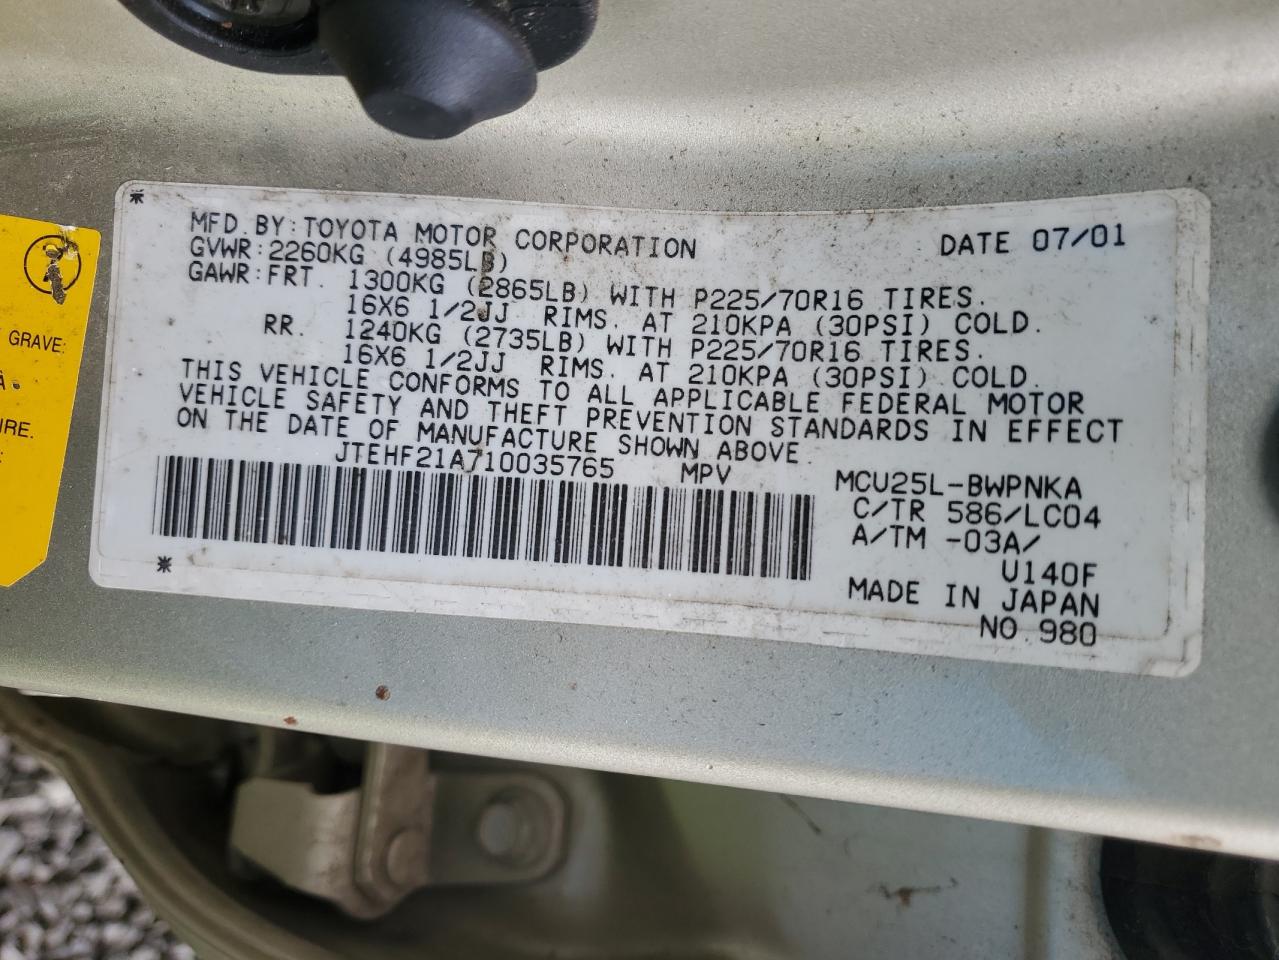 MFD. BY: TOYOTA MOTOR CORPORATION DATE 07/01
GVWR: 2260KG (4985LB)
GAWR: FRT. 1300KG (2865LB) WITH P225/70R16 TIRES.
16X6 1/2JJ RIMS. AT 210KPA (30PSI) COLD.
RR. 1240KG (2735LB) WITH P225/70R16 TIRES.
16X6 1/2JJ RIMS. AT 210KPA (30PSI) COLD.
THIS VEHICLE CONFORMS TO ALL APPLICABLE FEDERAL MOTOR
VEHICLE SAFETY AND THEFT PREVENTION STANDARDS IN EFFECT
ON THE DATE OF MANUFACTURE SHOWN ABOVE.
JTEHF21A710035765 MPV
MCU25L-BWPNKA
C/TR 586/LC04
A/TM -03A/
U140F
MADE IN JAPAN
NO.980
GRAVE: